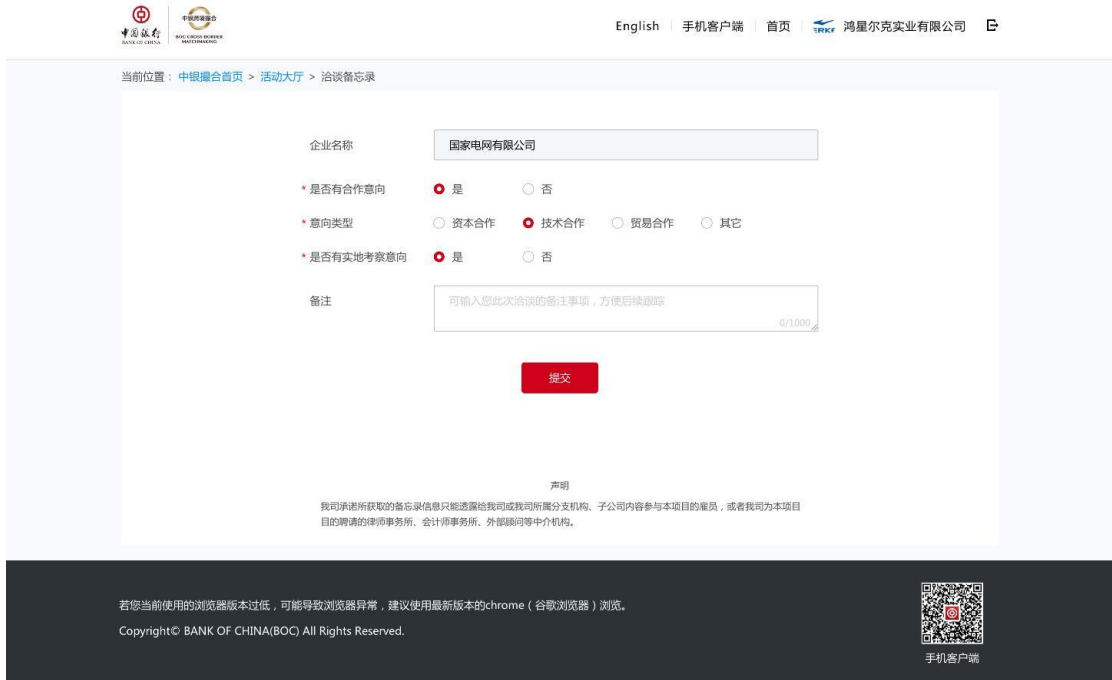 中国银行
BANK OF CHINA
中银跨境撮合
BOC CROSS-BORDER
MATCHMAKING
English 手机客户端 首页 ERKE 鸿星尔克实业有限公司
当前位置： 中银撮合首页 > 活动大厅 > 洽谈备忘录
企业名称 国家电网有限公司
* 是否有合作意向 是 否
* 意向类型 资本合作 技术合作 贸易合作 其它
* 是否有实地考察意向 是 否
备注 可输入您此次洽谈的备注事项，方便后续跟踪
0/1000
提交
声明
我司承诺所获取的备忘录信息只能透露给我司或我司所属分支机构、子公司内容参与本项目的雇员，或者我司为本项目
目的聘请的律师事务所、会计师事务所、外部顾问等中介机构。
若您当前使用的浏览器版本过低，可能导致浏览器异常，建议使用最新版本的chrome（谷歌浏览器）浏览。
Copyright© BANK OF CHINA(BOC) All Rights Reserved.
手机客户端